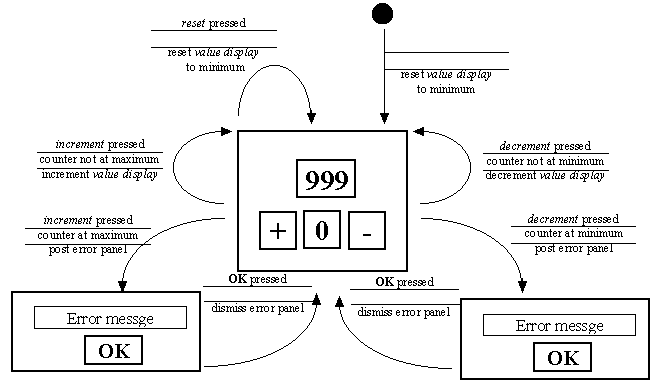 reset pressed
reset value display
to minimum
reset value display
to minimum
increment pressed
counter not at maximum
increment value display
decrement pressed
counter not at minimum
decrement value display
999
+ 0 -
increment pressed
counter at maximum
post error panel
decrement pressed
counter at minimum
post error panel
OK pressed
dismiss error panel
OK pressed
dismiss error panel
Error messge
OK
Error messge
OK